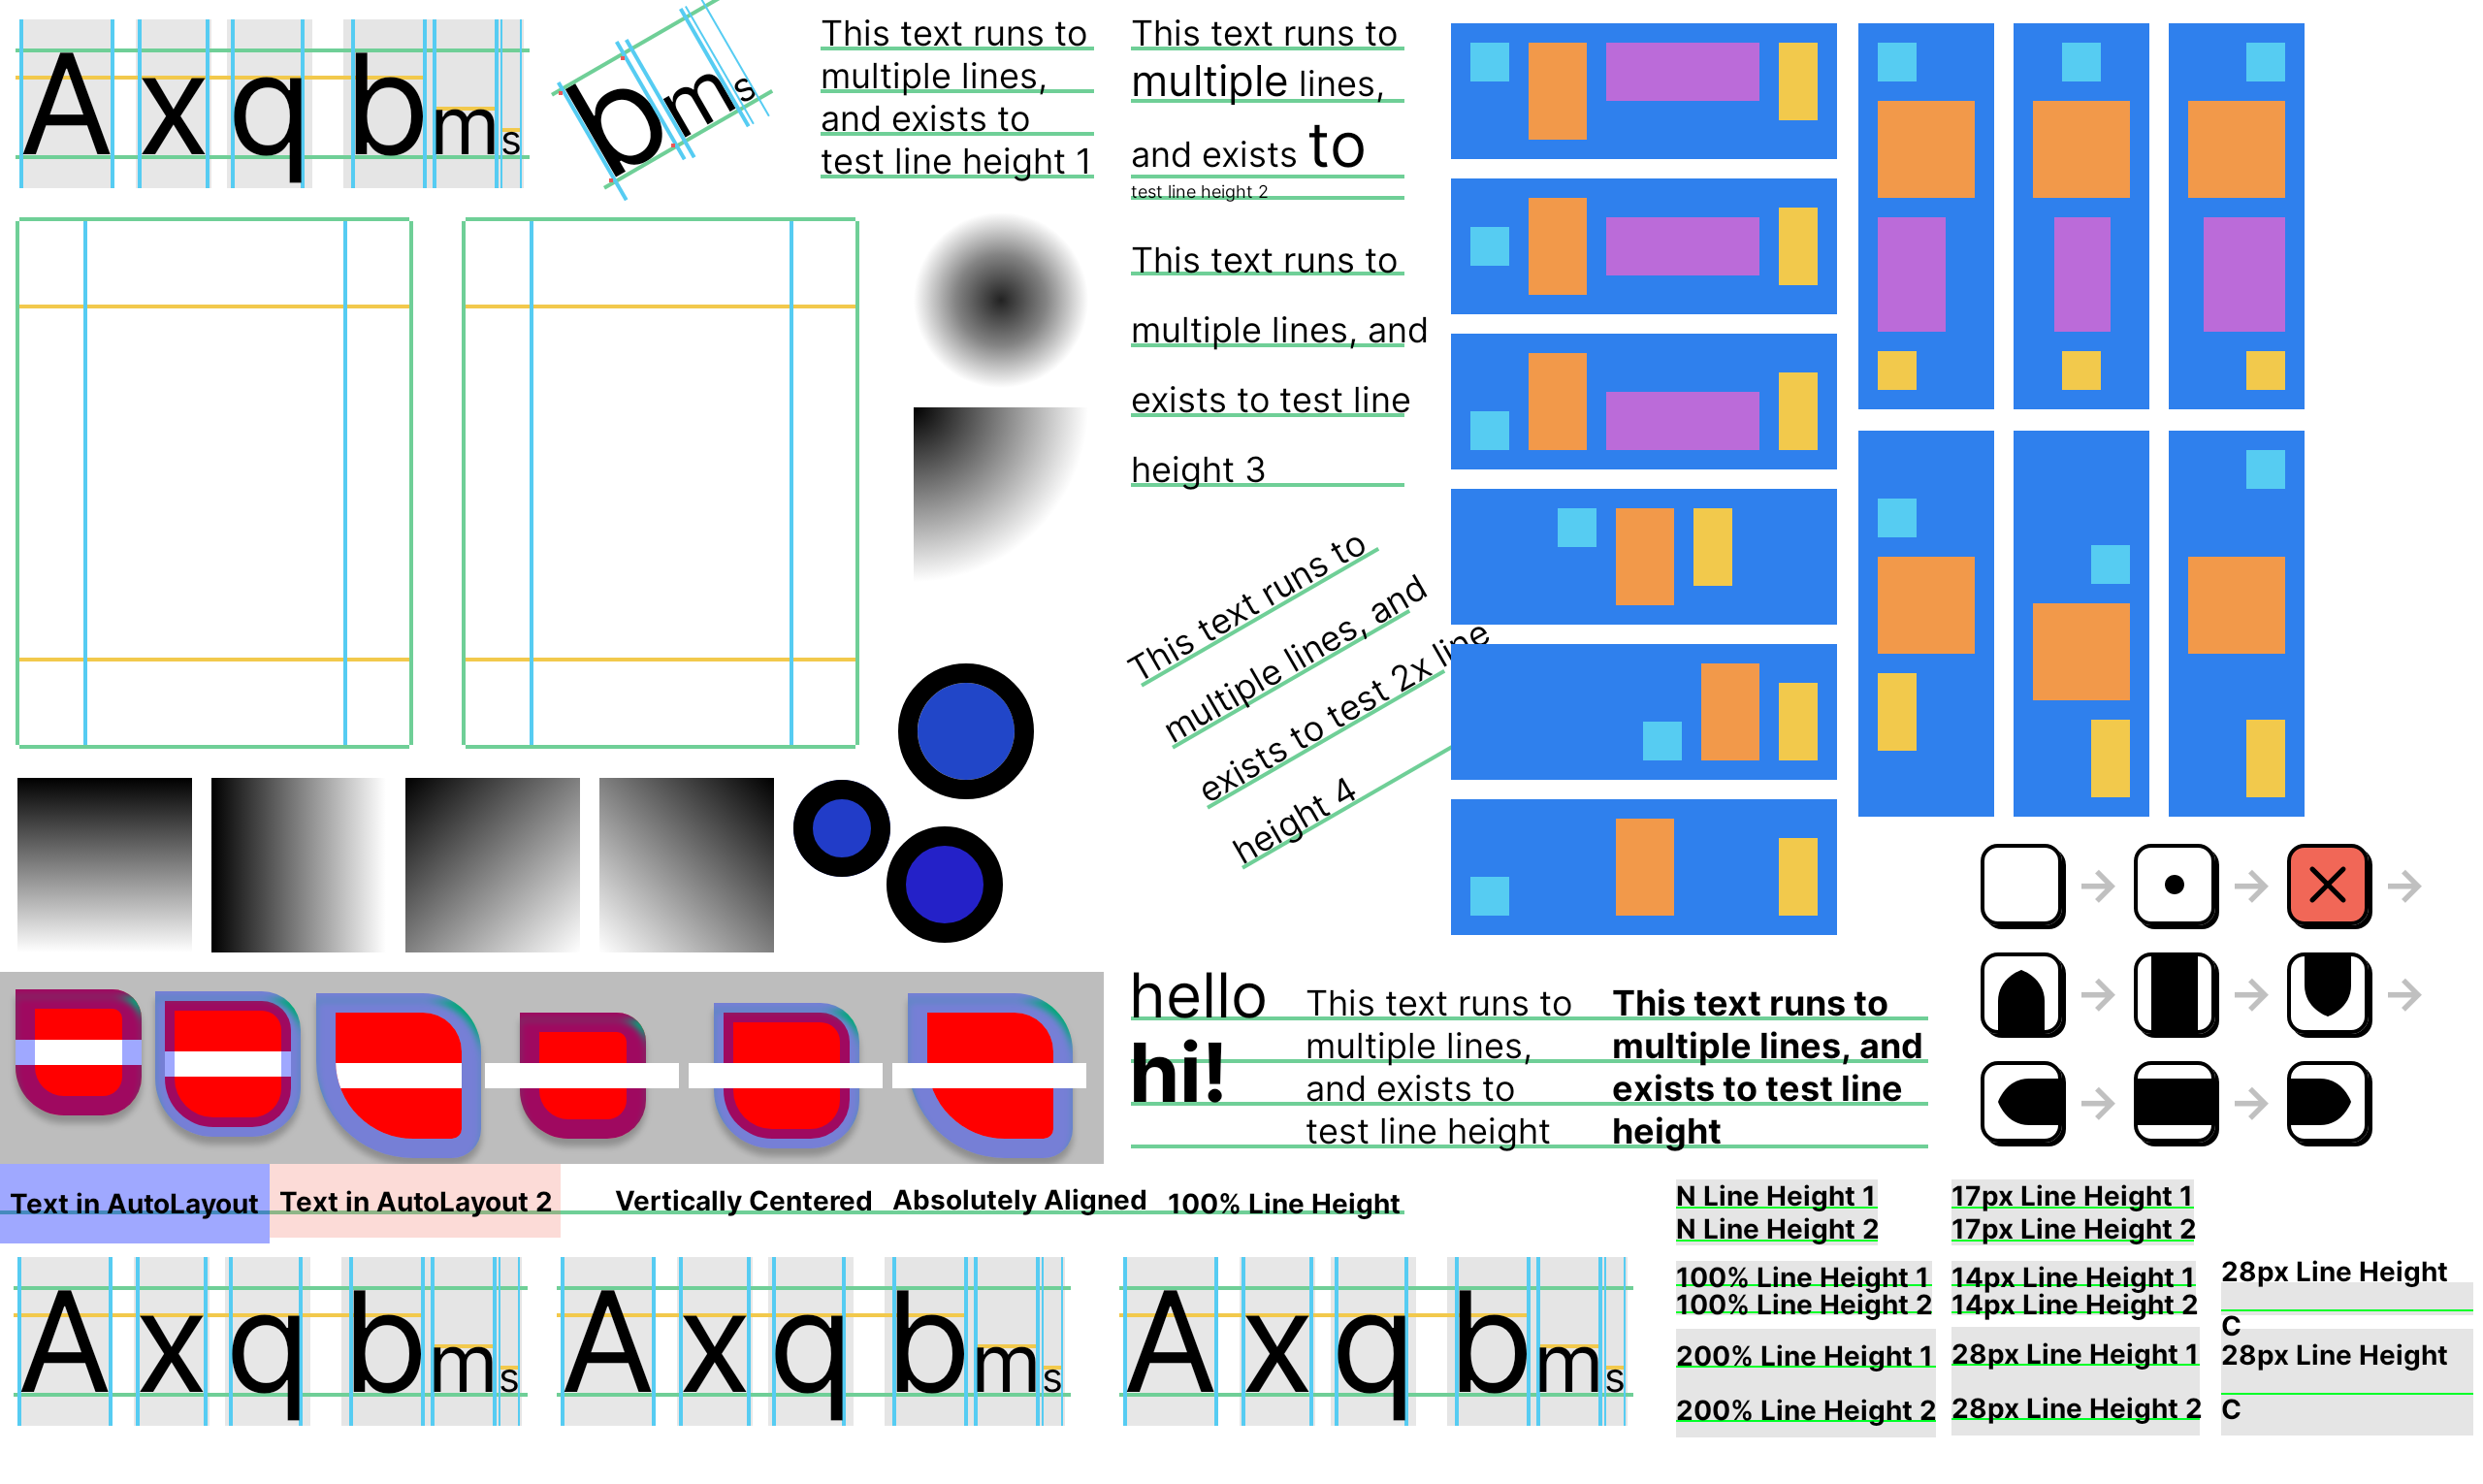 Axqbms
bms
This text runs to
multiple lines,
and exists to
test line height 1
This text runs to
multiple lines,
and exists to
test line height 2
This text runs to
multiple lines, and
exists to test line
height 3
This text runs to
multiple lines, and
exists to test 2x line
height 4
hello
hi!
This text runs to
multiple lines,
and exists to
test line height
This text runs to
multiple lines, and
exists to test line
height
Text in AutoLayout
Text in AutoLayout 2
Vertically Centered
Absolutely Aligned
100% Line Height
N Line Height 1
N Line Height 2
17px Line Height 1
17px Line Height 2
100% Line Height 1
100% Line Height 2
14px Line Height 1
14px Line Height 2
28px Line Height
C
200% Line Height 1
200% Line Height 2
28px Line Height 1
28px Line Height 2
28px Line Height
C
Axqbms
Axqbms
Axqbms